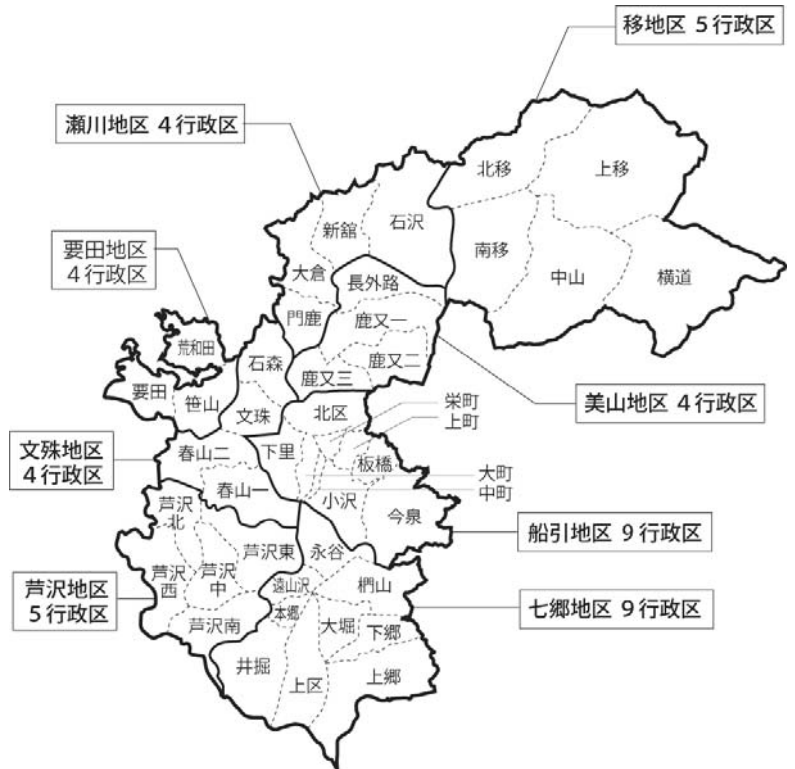 移地区 5行政区
瀬川地区 4行政区
北移
上移
新舘
石沢
南移
要田地区
4行政区
大倉
中山
横道
長外路
門鹿
鹿又一
荒和田
石森
鹿又二
鹿又三
要田
笹山
美山地区 4行政区
文珠
北区
栄町
上町
文殊地区
4行政区
春山二
下里
板橋
大町
中町
春山一
小沢
今泉
芦沢
北
船引地区 9行政区
芦沢東
永谷
芦沢
西
芦沢
中
遠山沢
椚山
芦沢地区
5行政区
七郷地区 9行政区
本郷
芦沢南
大堀
下郷
井堀
上区
上郷